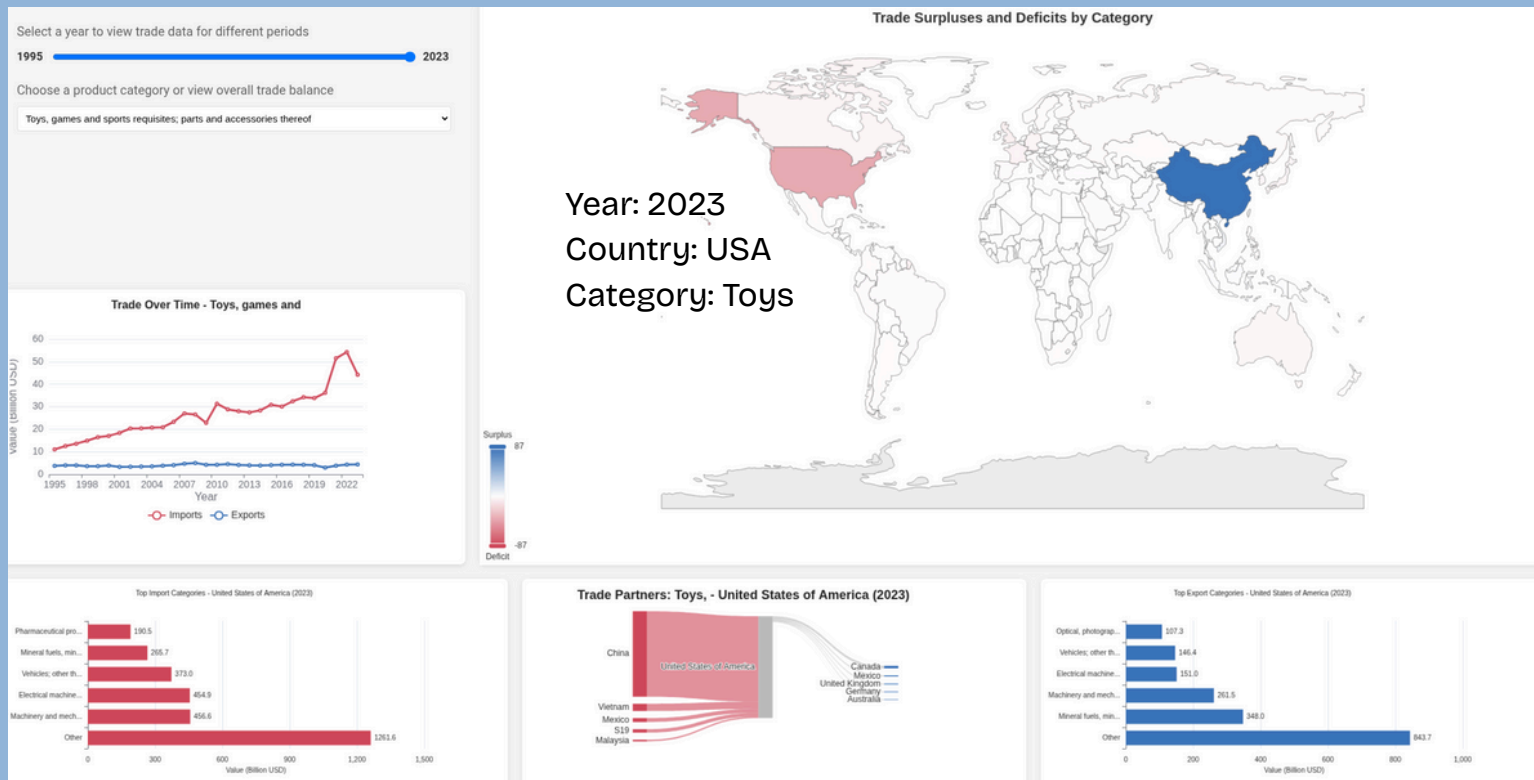 Select a year to view trade data for different periods
1995 2023
Choose a product category or view overall trade balance
Toys, games and sports requisites; parts and accessories thereof
Trade Surpluses and Deficits by Category
Year: 2023
Country: USA
Category: Toys
Surplus
87
-87
Deficit
Trade Over Time - Toys, games and
Value (Billion USD)
60
50
40
30
20
10
0
1995 1998 2001 2004 2007 2010 2013 2016 2019 2022
Year
Imports Exports
Top Import Categories - United States of America (2023)
Pharmaceutical pro... 190.5
Mineral fuels, min... 265.7
Vehicles; other th... 373.0
Electrical machine... 454.9
Machinery and mech... 456.6
Other 1261.6
0 300 600 900 1,200 1,500
Value (Billion USD)
Trade Partners: Toys, - United States of America (2023)
China
Vietnam
Mexico
S19
Malaysia
United States of America
Canada
Mexico
United Kingdom
Germany
Australia
Top Export Categories - United States of America (2023)
Optical, photograp... 107.3
Vehicles; other th... 146.4
Electrical machine... 151.0
Machinery and mech... 261.5
Mineral fuels, min... 348.0
Other 843.7
0 200 400 600 800 1,000
Value (Billion USD)